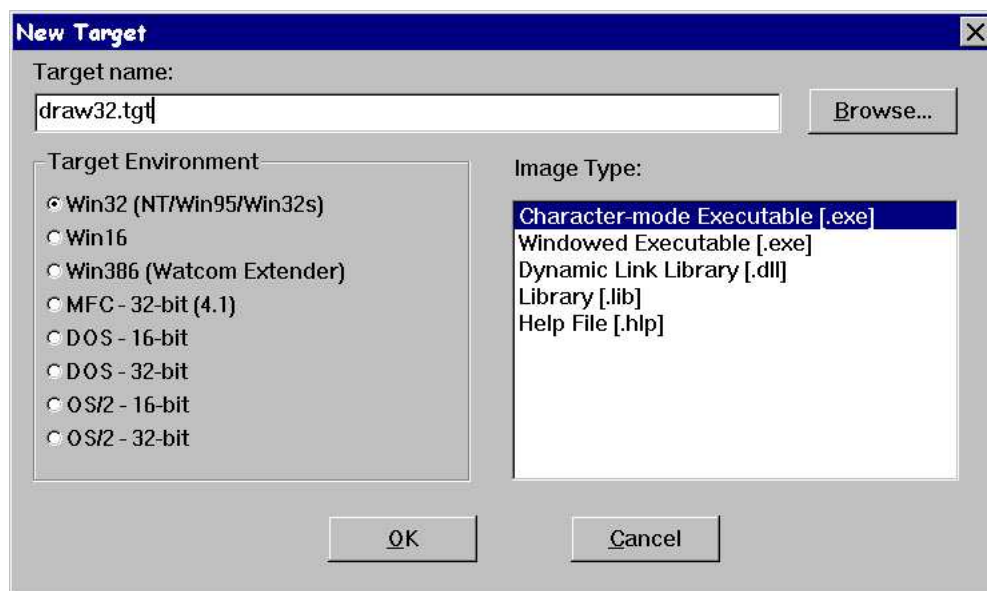 New Target
Target name:
draw32.tgt
Browse...
Target Environment
Win32 (NT/Win95/Win32s)
Win16
Win386 (Watcom Extender)
MFC - 32-bit (4.1)
DOS - 16-bit
DOS - 32-bit
OS/2 - 16-bit
OS/2 - 32-bit
Image Type:
Character-mode Executable [.exe]
Windowed Executable [.exe]
Dynamic Link Library [.dll]
Library [.lib]
Help File [.hlp]
OK
Cancel